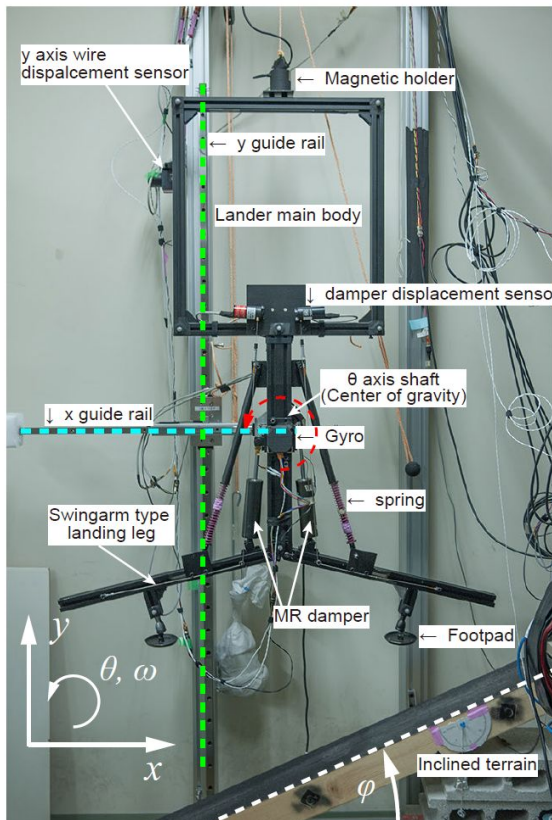 y axis wire
dispalcement sensor
← Magnetic holder
← y guide rail
Lander main body
↓ damper displacement sensor
θ axis shaft
(Center of gravity)
↓ x guide rail
← Gyro
← spring
Swingarm type
landing leg
MR damper
← Footpad
y
θ, ω
x
Inclined terrain
φ